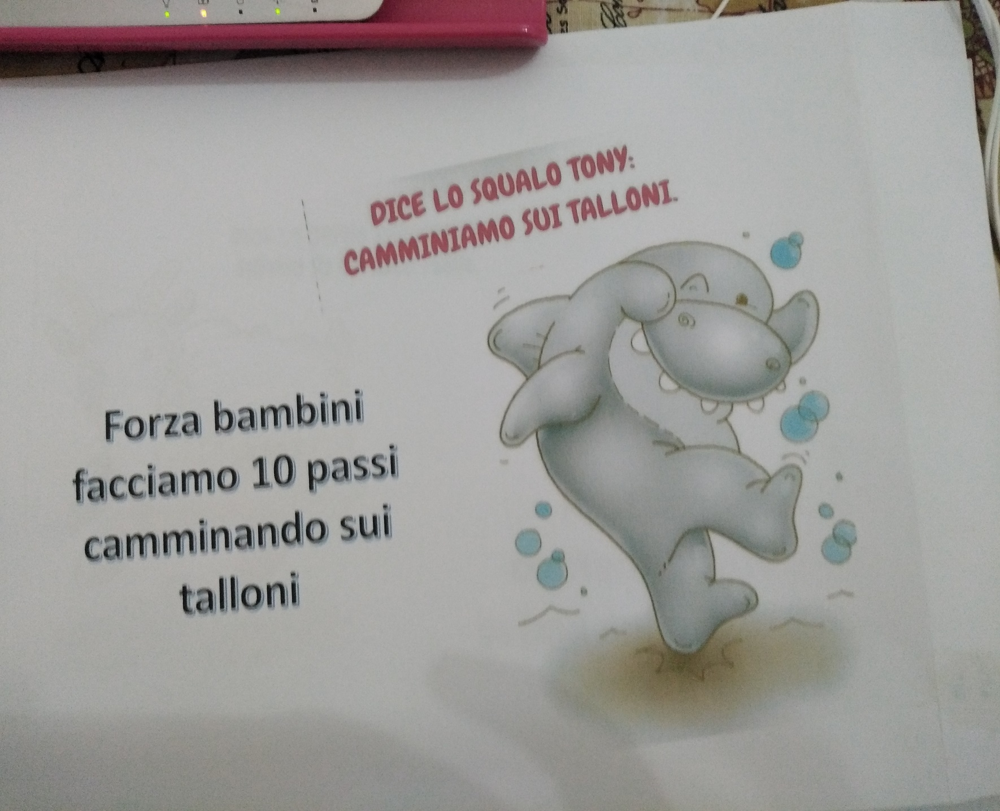 DICE LO SQUALO TONY:
CAMMINIAMO SUI TALLONI.
Forza bambini
facciamo 10 passi
camminando sui
talloni